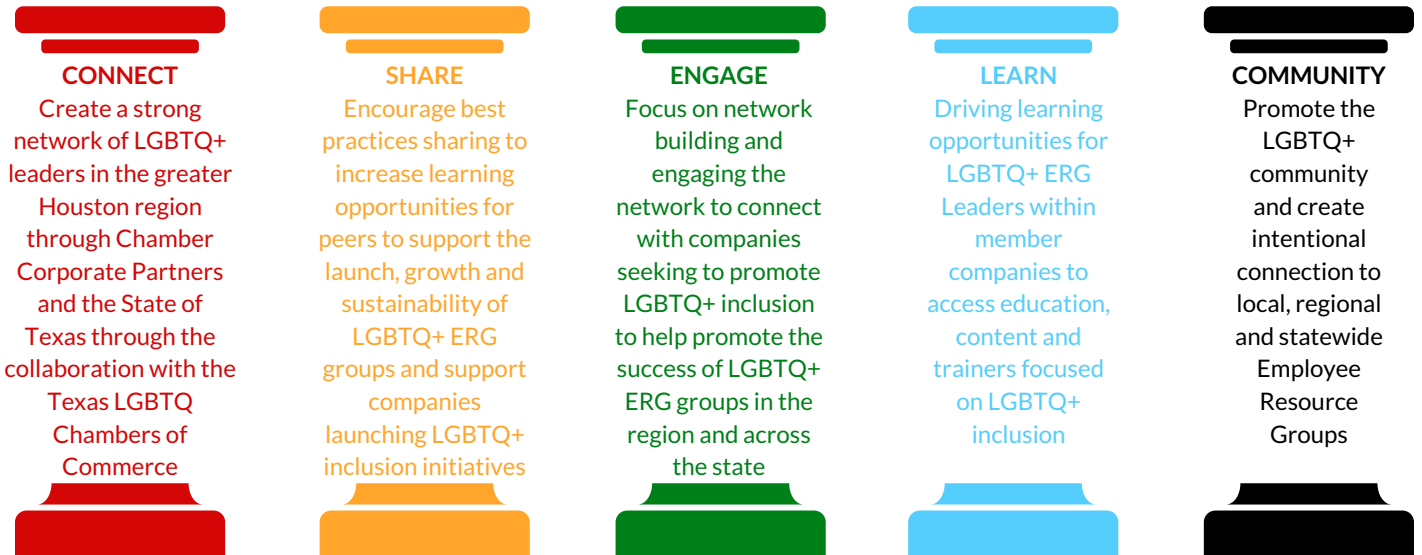 CONNECT
Create a strong
network of LGBTQ+
leaders in the greater
Houston region
through Chamber
Corporate Partners
and the State of
Texas through the
collaboration with the
Texas LGBTQ
Chambers of
Commerce
SHARE
Encourage best
practices sharing to
increase learning
opportunities for
peers to support the
launch, growth and
sustainability of
LGBTQ+ ERG
groups and support
companies
launching LGBTQ+
inclusion initiatives
ENGAGE
Focus on network
building and
engaging the
network to connect
with companies
seeking to promote
LGBTQ+ inclusion
to help promote the
success of LGBTQ+
ERG groups in the
region and across
the state
LEARN
Driving learning
opportunities for
LGBTQ+ ERG
Leaders within
member
companies to
access education,
content and
trainers focused
on LGBTQ+
inclusion
COMMUNITY
Promote the
LGBTQ+
community
and create
intentional
connection to
local, regional
and statewide
Employee
Resource
Groups